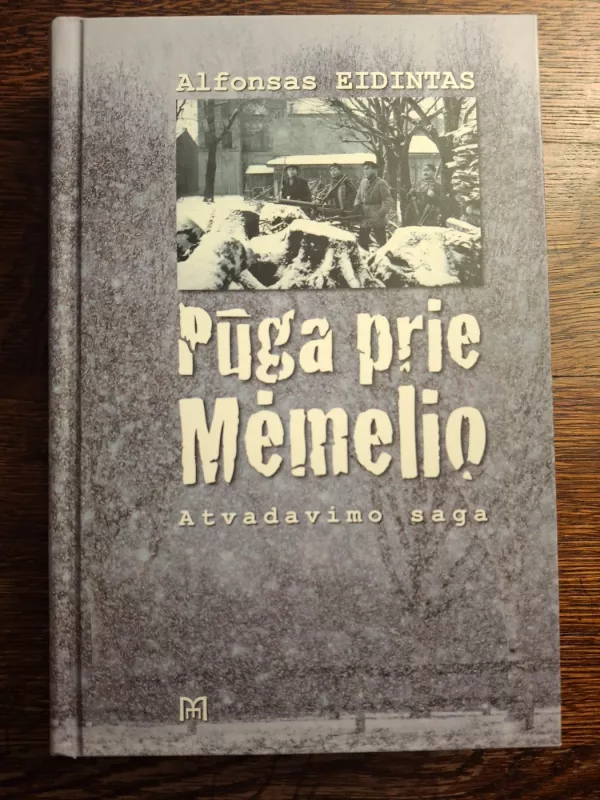 Alfonsas EIDINTAS
Pūga prie
Mėmelio
Atvadavimo saga